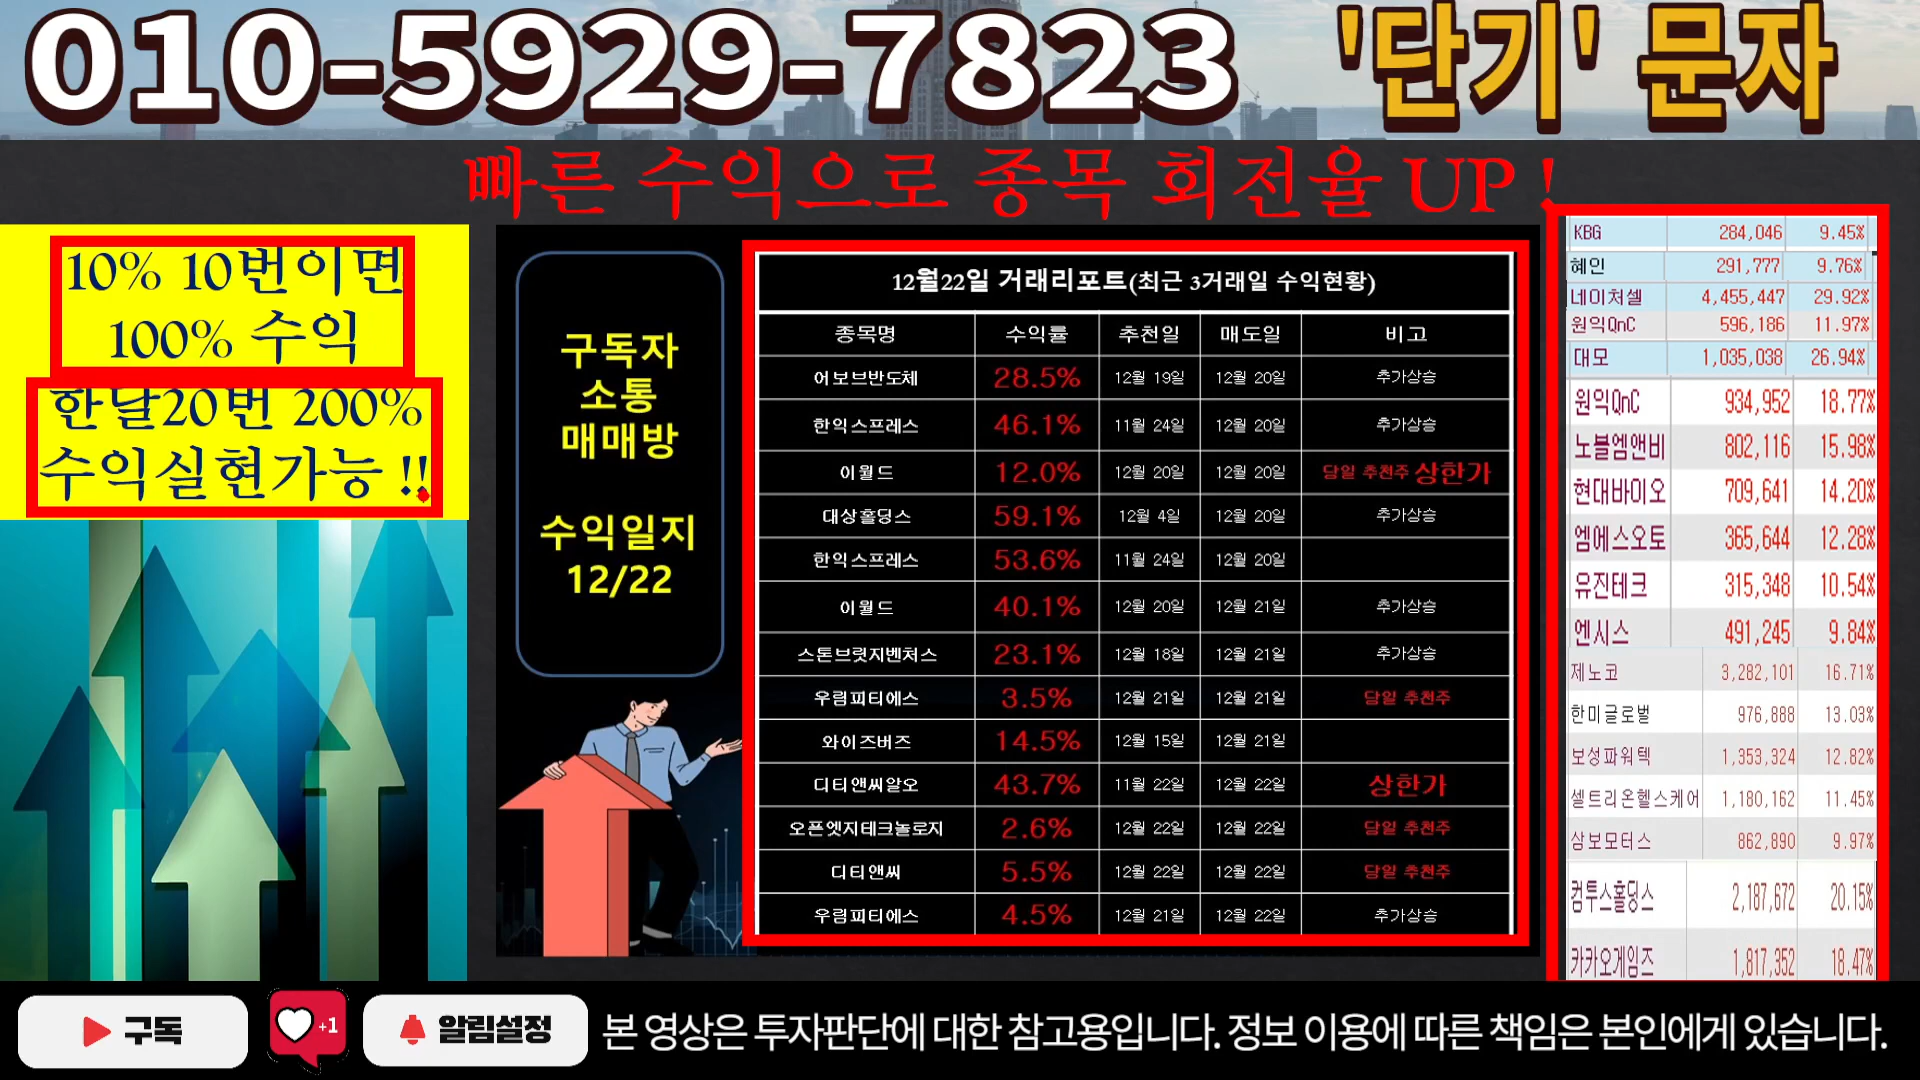 010-5929-7823 '단기' 문자
빠른 수익으로 종목 회전율 UP !
10% 10번이면
100% 수익
한달20번 200%
수익실현가능 !!
구독자
소통
매매방
수익일지
12/22
12월22일 거래리포트(최근 3거래일 수익현황)
종목명 수익률 추천일 매도일 비고
어보브반도체 28.5% 12월 19일 12월 20일 추가상승
한익스프레스 46.1% 11월 24일 12월 20일 추가상승
이월드 12.0% 12월 20일 12월 20일 당일 추천주 상한가
대상홀딩스 59.1% 12월 4일 12월 20일 추가상승
한익스프레스 53.6% 11월 24일 12월 20일
이월드 40.1% 12월 20일 12월 21일 추가상승
스톤브릿지벤처스 23.1% 12월 18일 12월 21일 추가상승
우림피티에스 3.5% 12월 21일 12월 21일 당일 추천주
와이즈버즈 14.5% 12월 15일 12월 21일
디티앤씨알오 43.7% 11월 22일 12월 22일 상한가
오픈엣지테크놀로지 2.6% 12월 22일 12월 22일 당일 추천주
디티앤씨 5.5% 12월 22일 12월 22일 당일 추천주
우림피티에스 4.5% 12월 21일 12월 22일 추가상승
KBG 284,046 9.45%
혜인 291,777 9.76%
네이처셀 4,455,447 29.92%
원익QnC 596,186 11.97%
대모 1,035,038 26.94%
원익QnC 934,952 18.77%
노블엠앤비 802,116 15.98%
현대바이오 709,641 14.20%
엠에스오토 365,644 12.28%
유진테크 315,348 10.54%
엔시스 491,245 9.84%
제노코 3,282,101 16.71%
한미글로벌 976,888 13.03%
보성파워텍 1,353,324 12.82%
셀트리온헬스케어 1,180,162 11.45%
삼보모터스 862,890 9.97%
컴투스홀딩스 2,187,672 20.15%
카카오게임즈 1,817,352 18.47%
구독 +1 알림설정 본 영상은 투자판단에 대한 참고용입니다. 정보 이용에 따른 책임은 본인에게 있습니다.